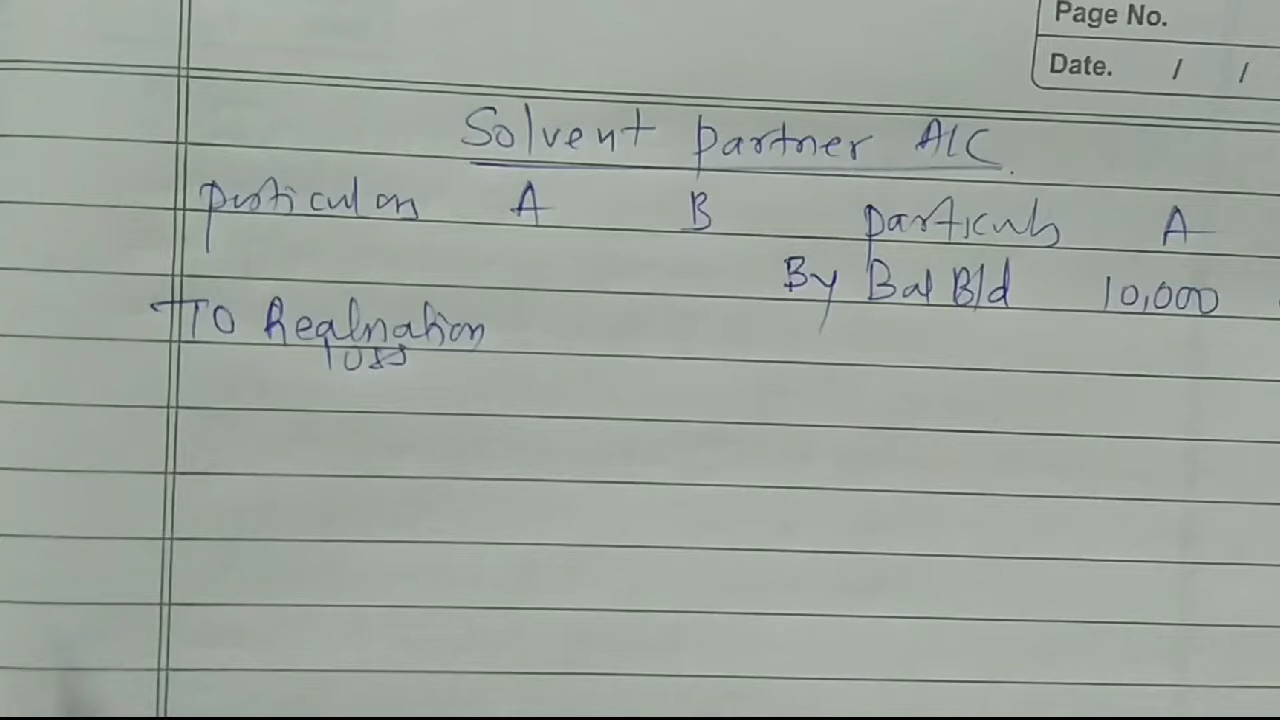 Page No.
Date. / /
Solvent partner A/C.
particulars A B particulars A
By Bal B/d 10,000
To Realisation
loss